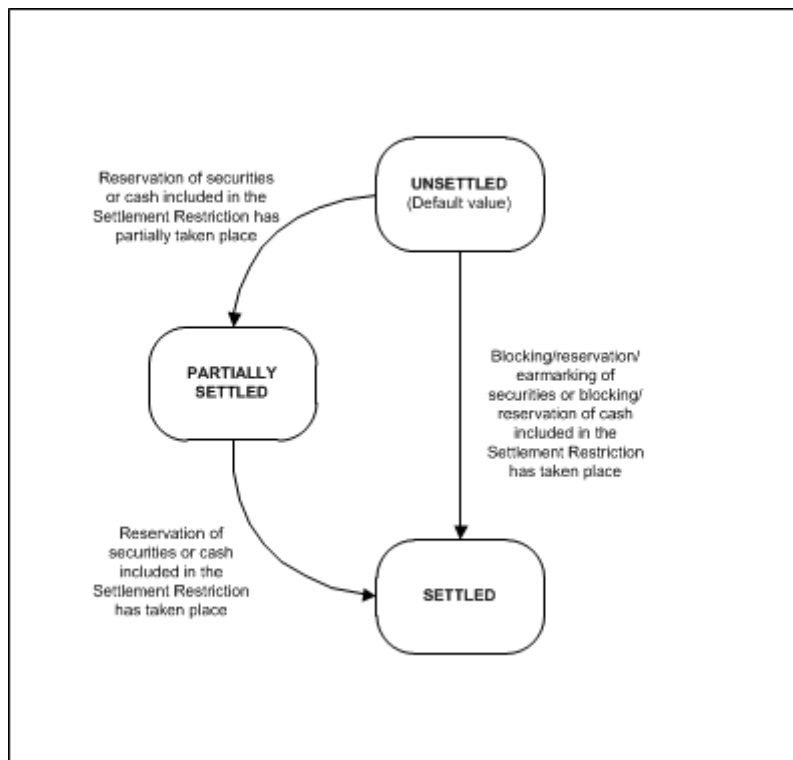 UNSETTLED
(Default value)
Reservation of securities
or cash included in the
Settlement Restriction has
partially taken place
PARTIALLY
SETTLED
Blocking/reservation/
earmarking of
securities or blocking/
reservation of cash
included in the
Settlement Restriction
has taken place
Reservation of
securities or cash
included in the
Settlement Restriction
has taken place
SETTLED